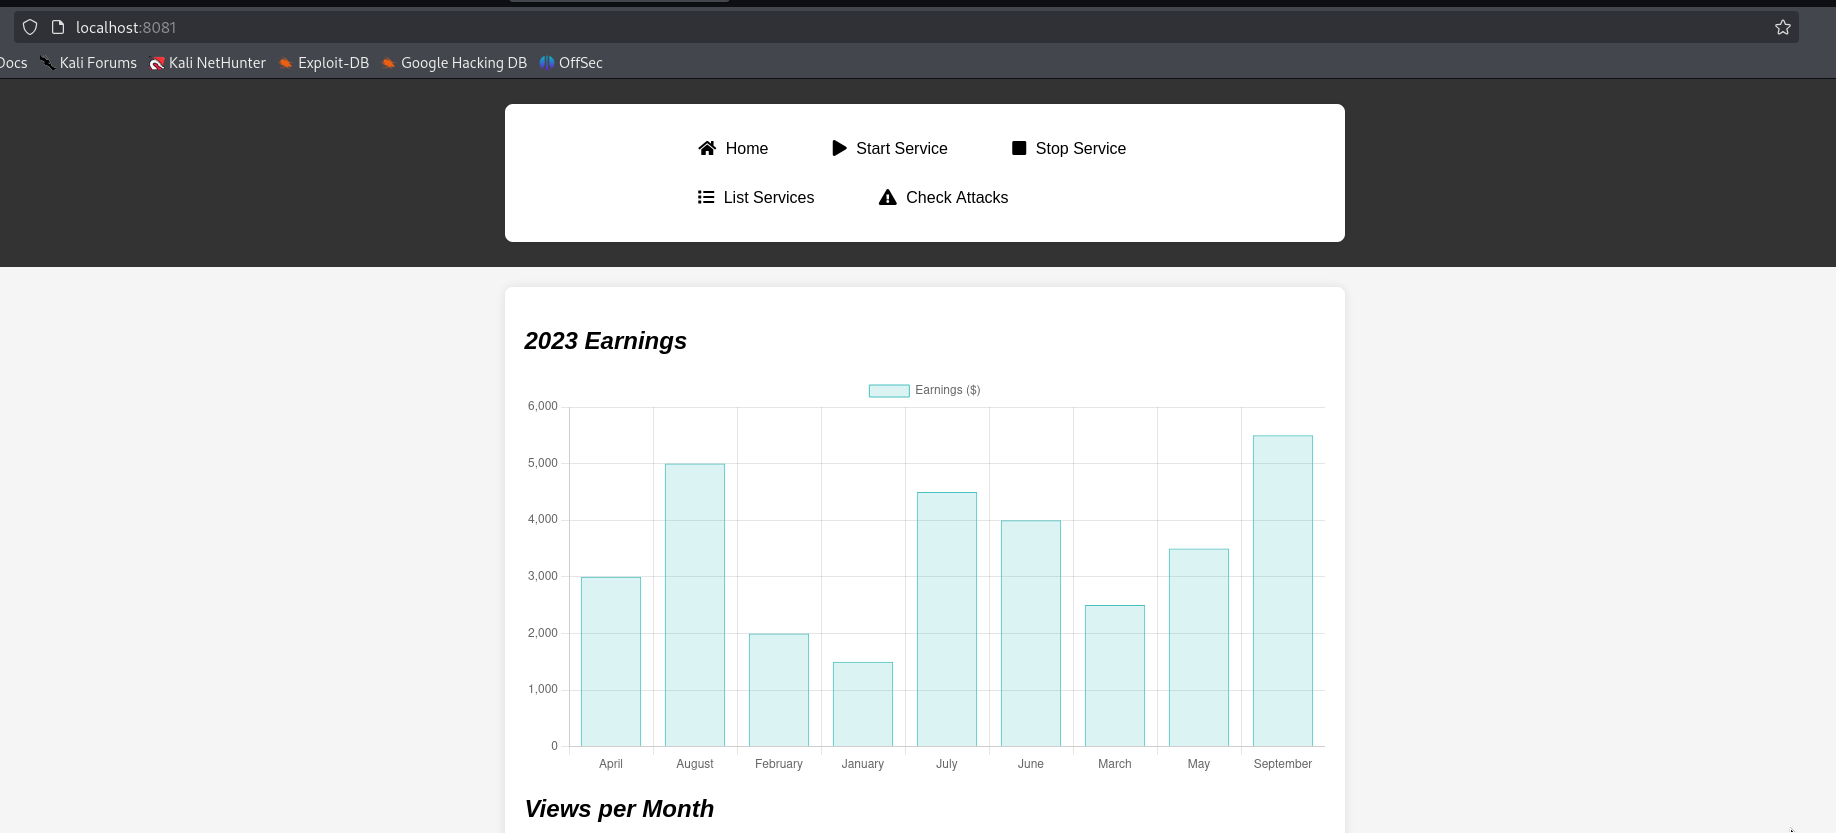 localhost:8081
Docs Kali Forums Kali NetHunter Exploit-DB Google Hacking DB OffSec
Home Start Service Stop Service
List Services Check Attacks
2023 Earnings
Earnings ($)
6,000
5,000
4,000
3,000
2,000
1,000
0
April August February January July June March May September
Views per Month